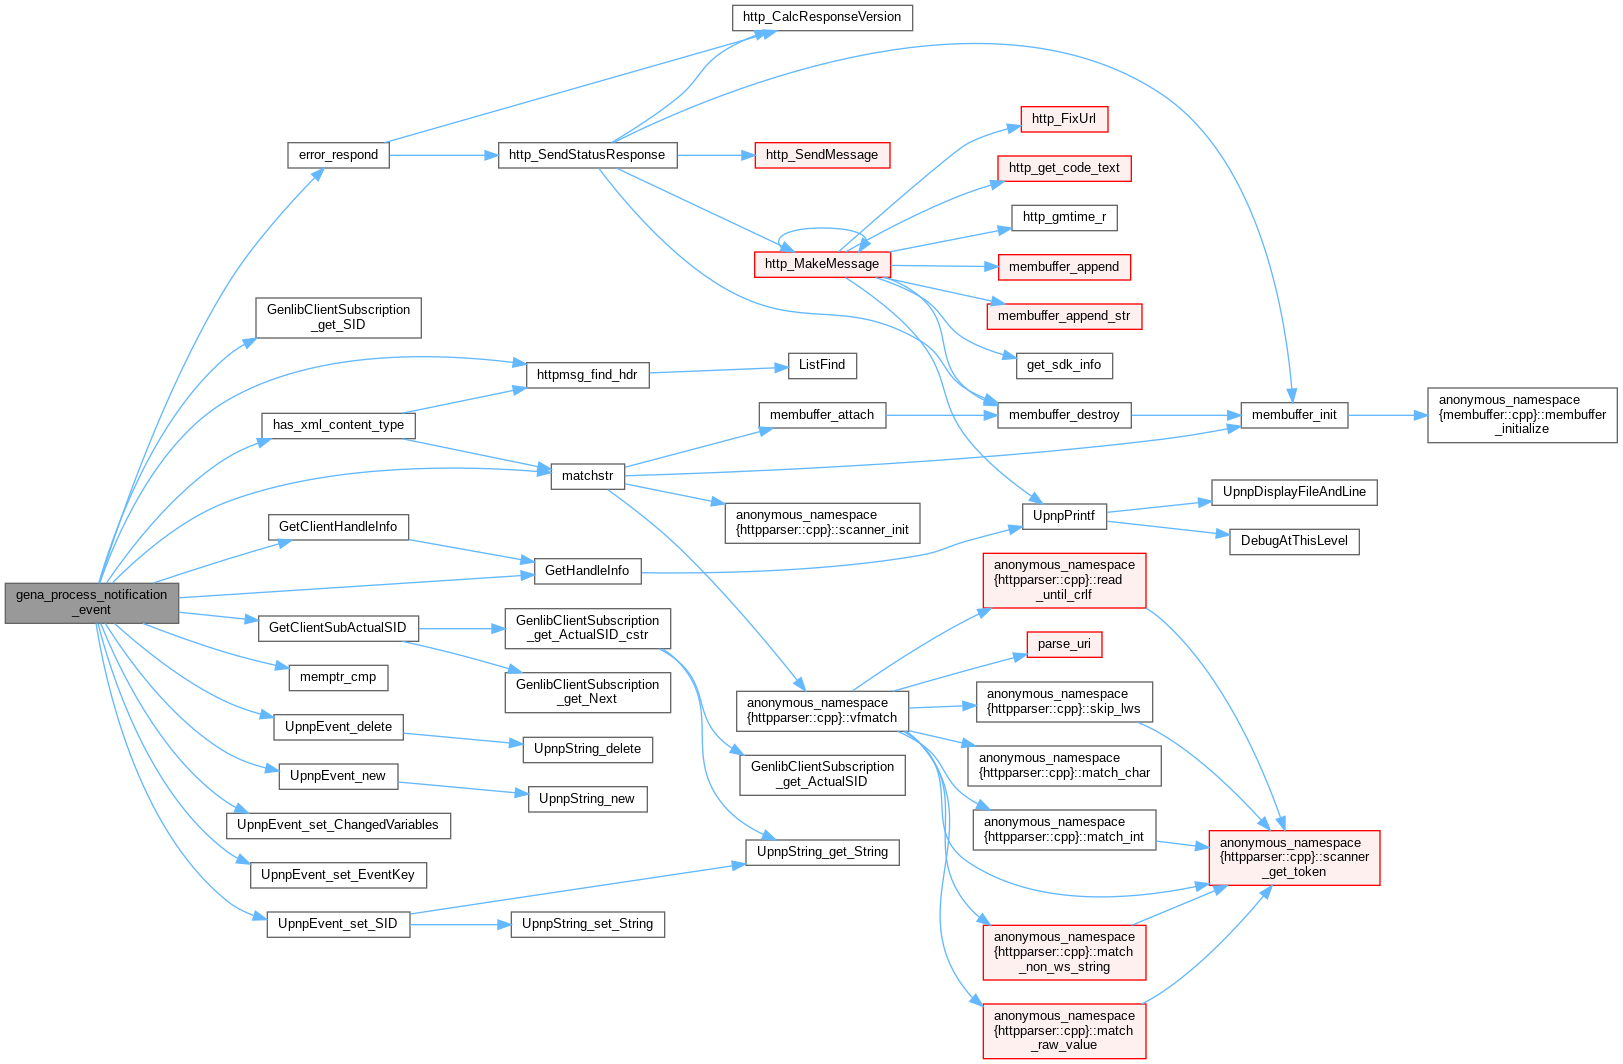 http_CalcResponseVersion
http_FixUrl
error_respond
http_SendStatusResponse
http_SendMessage
http_get_code_text
http_gmtime_r
http_MakeMessage
membuffer_append
GenlibClientSubscription
_get_SID
membuffer_append_str
ListFind
get_sdk_info
httpmsg_find_hdr
has_xml_content_type
membuffer_attach
membuffer_destroy
membuffer_init
anonymous_namespace
{membuffer::cpp}::membuffer
_initialize
matchstr
UpnpDisplayFileAndLine
GetClientHandleInfo
anonymous_namespace
{httpparser::cpp}::scanner_init
UpnpPrintf
DebugAtThisLevel
GetHandleInfo
anonymous_namespace
{httpparser::cpp}::read
_until_crlf
gena_process_notification
_event
GetClientSubActualSID
GenlibClientSubscription
_get_ActualSID_cstr
parse_uri
memptr_cmp
GenlibClientSubscription
_get_Next
anonymous_namespace
{httpparser::cpp}::vfmatch
anonymous_namespace
{httpparser::cpp}::skip_lws
UpnpEvent_delete
UpnpString_delete
anonymous_namespace
{httpparser::cpp}::match_char
UpnpEvent_new
UpnpString_new
GenlibClientSubscription
_get_ActualSID
UpnpEvent_set_ChangedVariables
anonymous_namespace
{httpparser::cpp}::match_int
UpnpString_get_String
anonymous_namespace
{httpparser::cpp}::scanner
_get_token
UpnpEvent_set_EventKey
UpnpEvent_set_SID
UpnpString_set_String
anonymous_namespace
{httpparser::cpp}::match
_non_ws_string
anonymous_namespace
{httpparser::cpp}::match
_raw_value